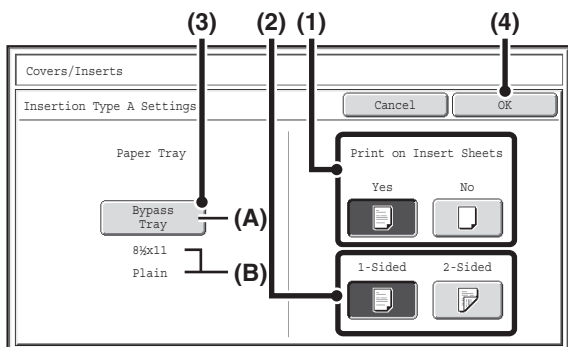 (3) (2) (1) (4)
Covers/Inserts
Insertion Type A Settings Cancel OK
Paper Tray Print on Insert Sheets
Yes No
Bypass
Tray (A)
8½x11
Plain (B)
1-Sided 2-Sided